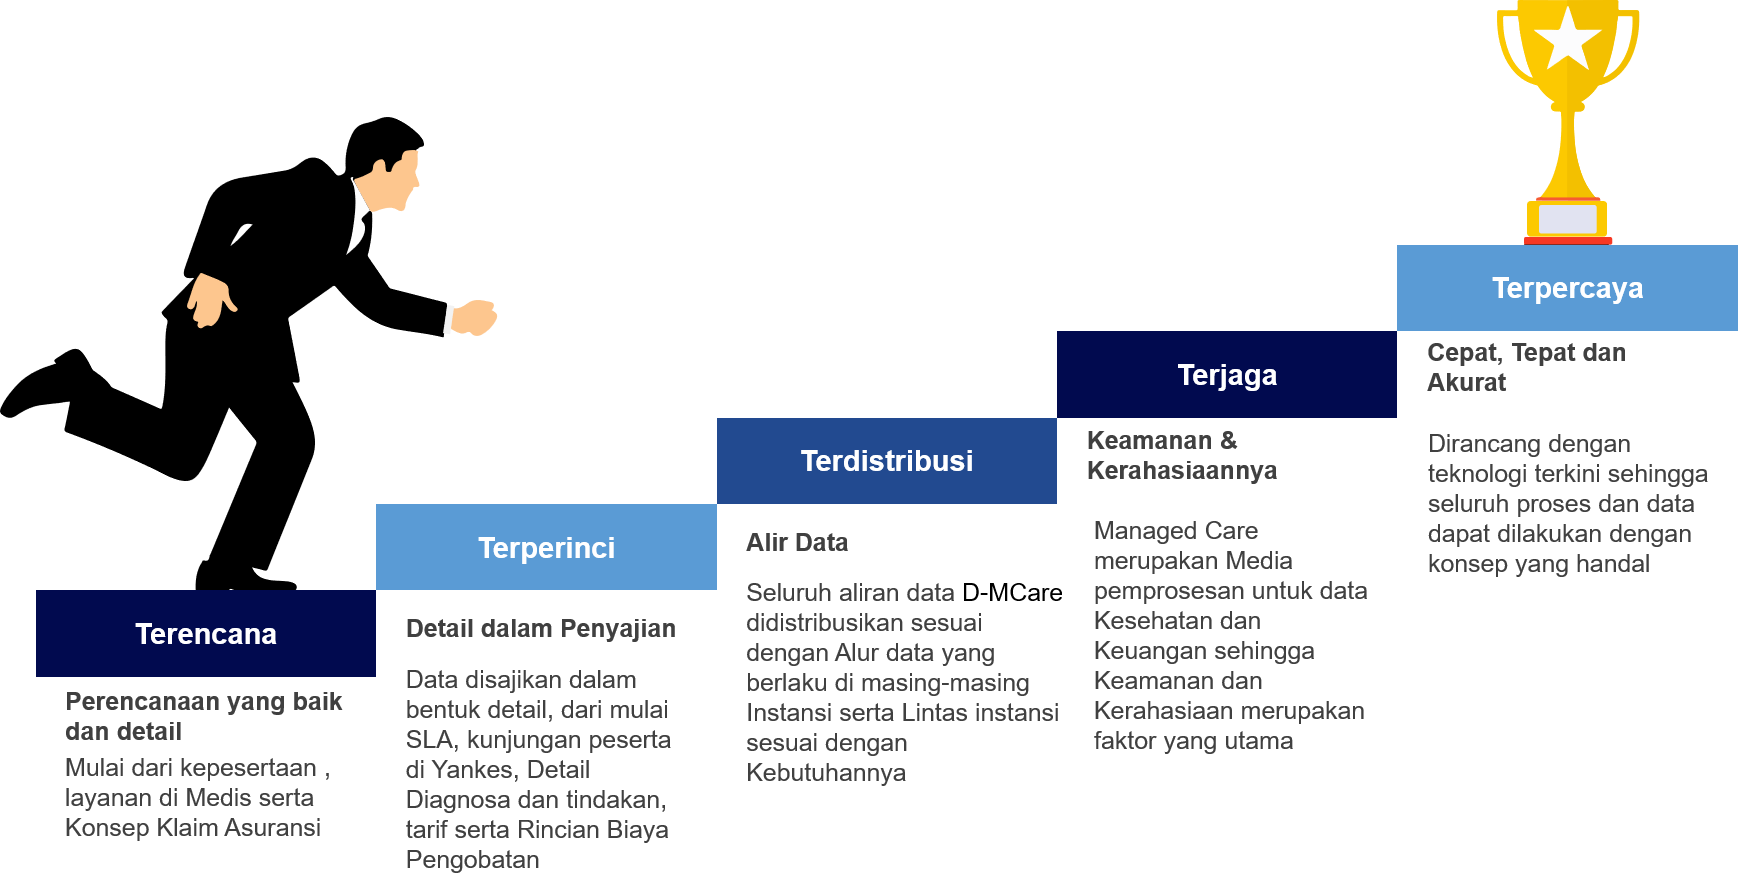 Terencana
Perencanaan yang baik
dan detail
Mulai dari kepesertaan ,
layanan di Medis serta
Konsep Klaim Asuransi
Terperinci
Detail dalam Penyajian
Data disajikan dalam
bentuk detail, dari mulai
SLA, kunjungan peserta
di Yankes, Detail
Diagnosa dan tindakan,
tarif serta Rincian Biaya
Pengobatan
Terdistribusi
Alir Data
Seluruh aliran data D-MCare
didistribusikan sesuai
dengan Alur data yang
berlaku di masing-masing
Instansi serta Lintas instansi
sesuai dengan
Kebutuhannya
Terjaga
Keamanan &
Kerahasiaannya
Managed Care
merupakan Media
pemprosesan untuk data
Kesehatan dan
Keuangan sehingga
Keamanan dan
Kerahasiaan merupakan
faktor yang utama
Terpercaya
Cepat, Tepat dan
Akurat
Dirancang dengan
teknologi terkini sehingga
seluruh proses dan data
dapat dilakukan dengan
konsep yang handal